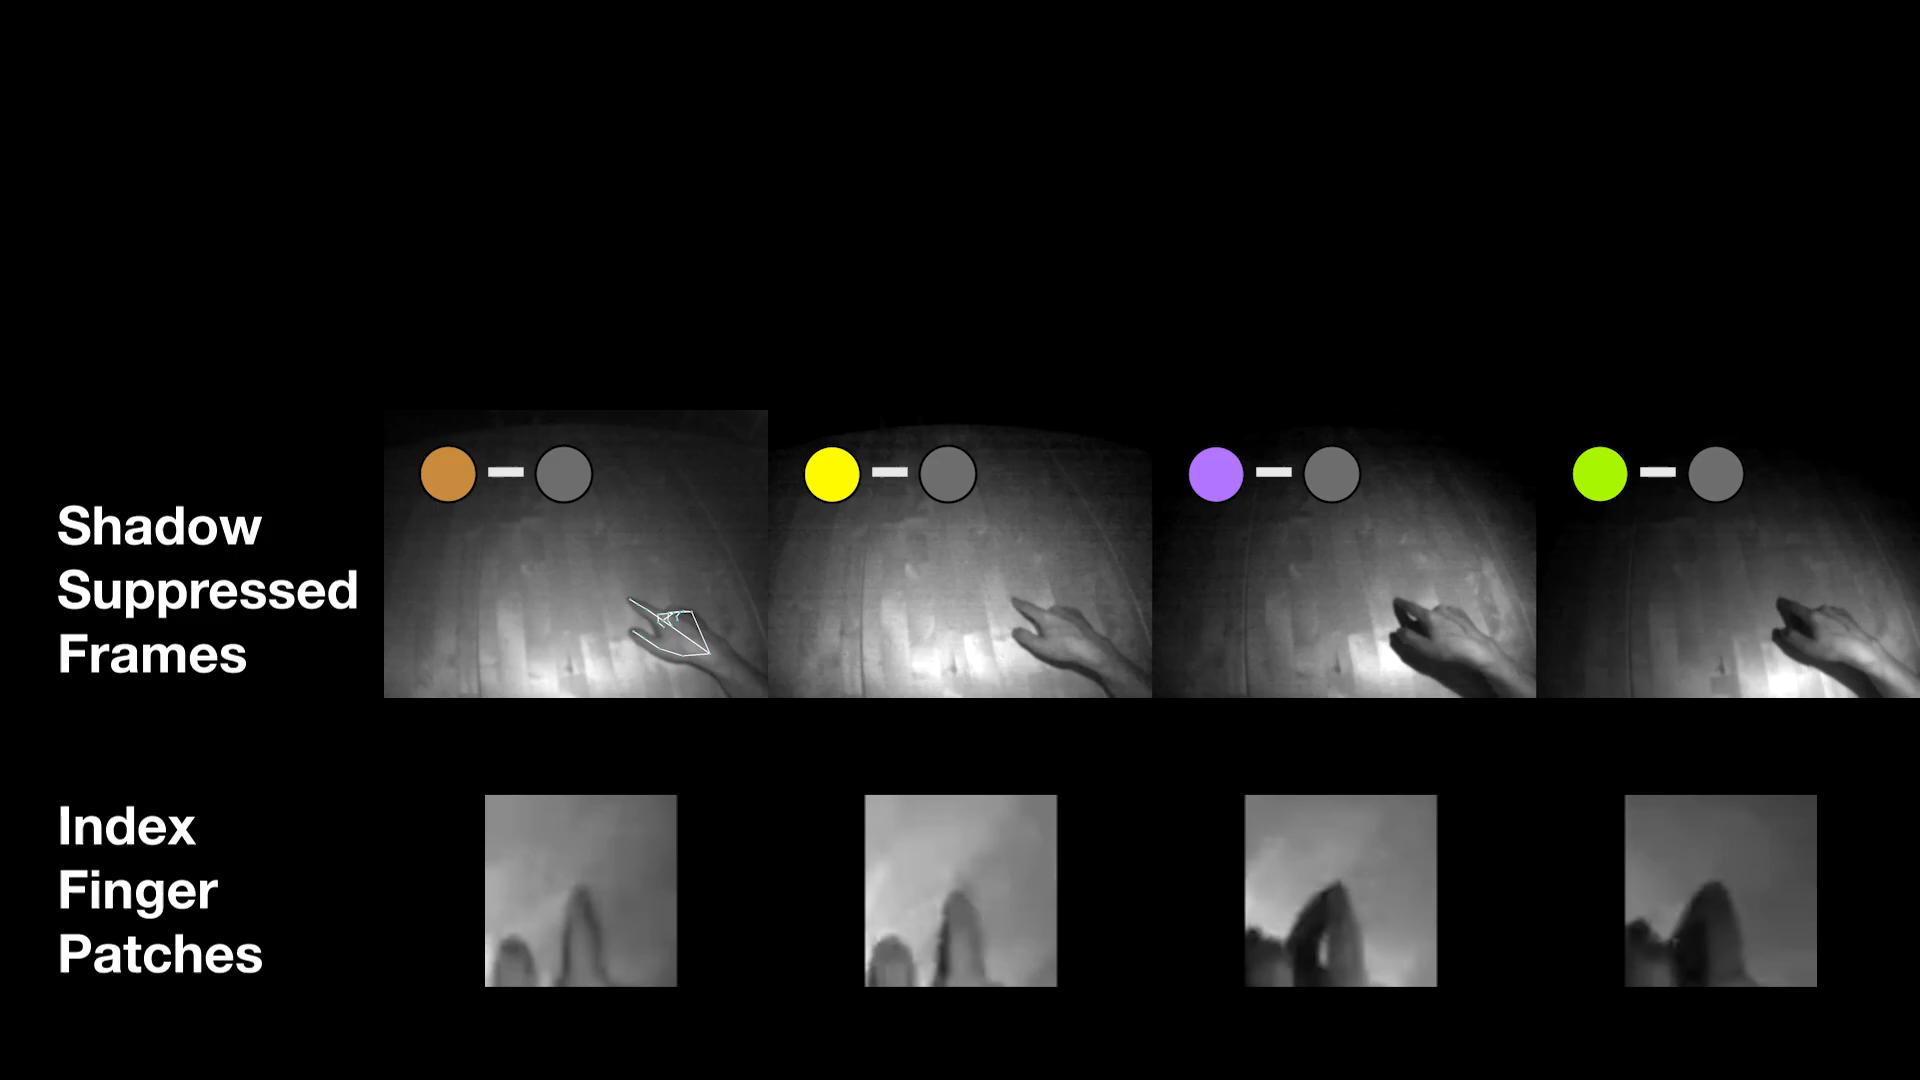 Shadow
Suppressed
Frames
Index
Finger
Patches